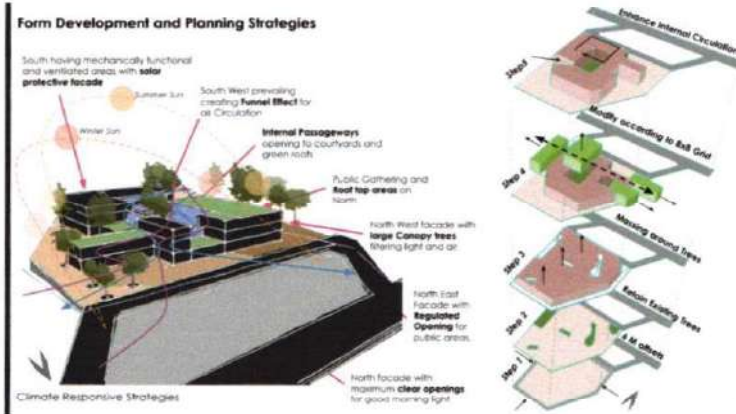 Form Development and Planning Strategies
South having mechanically functional
and ventilated areas with solar
protective facade
Summer Sun
Winter Sun
South West prevailing
creating Funnel Effect for
air Circulation
Internal Passageways
opening to courtyards and
green roofs
Public Gathering and
Roof top areas on
North
North West facade with
large Canopy trees
filtering light and air
North East
Facade with
Regulated
Opening for
public areas
North facade with
maximum clear openings
for good morning light
Climate Responsive Strategies
Enhance Internal Circulation
Modify according to 8x8 Grid
Step 4
Massing around Trees
Step 3
Retain Existing Trees
Step 2
6 M offsets
Step 1